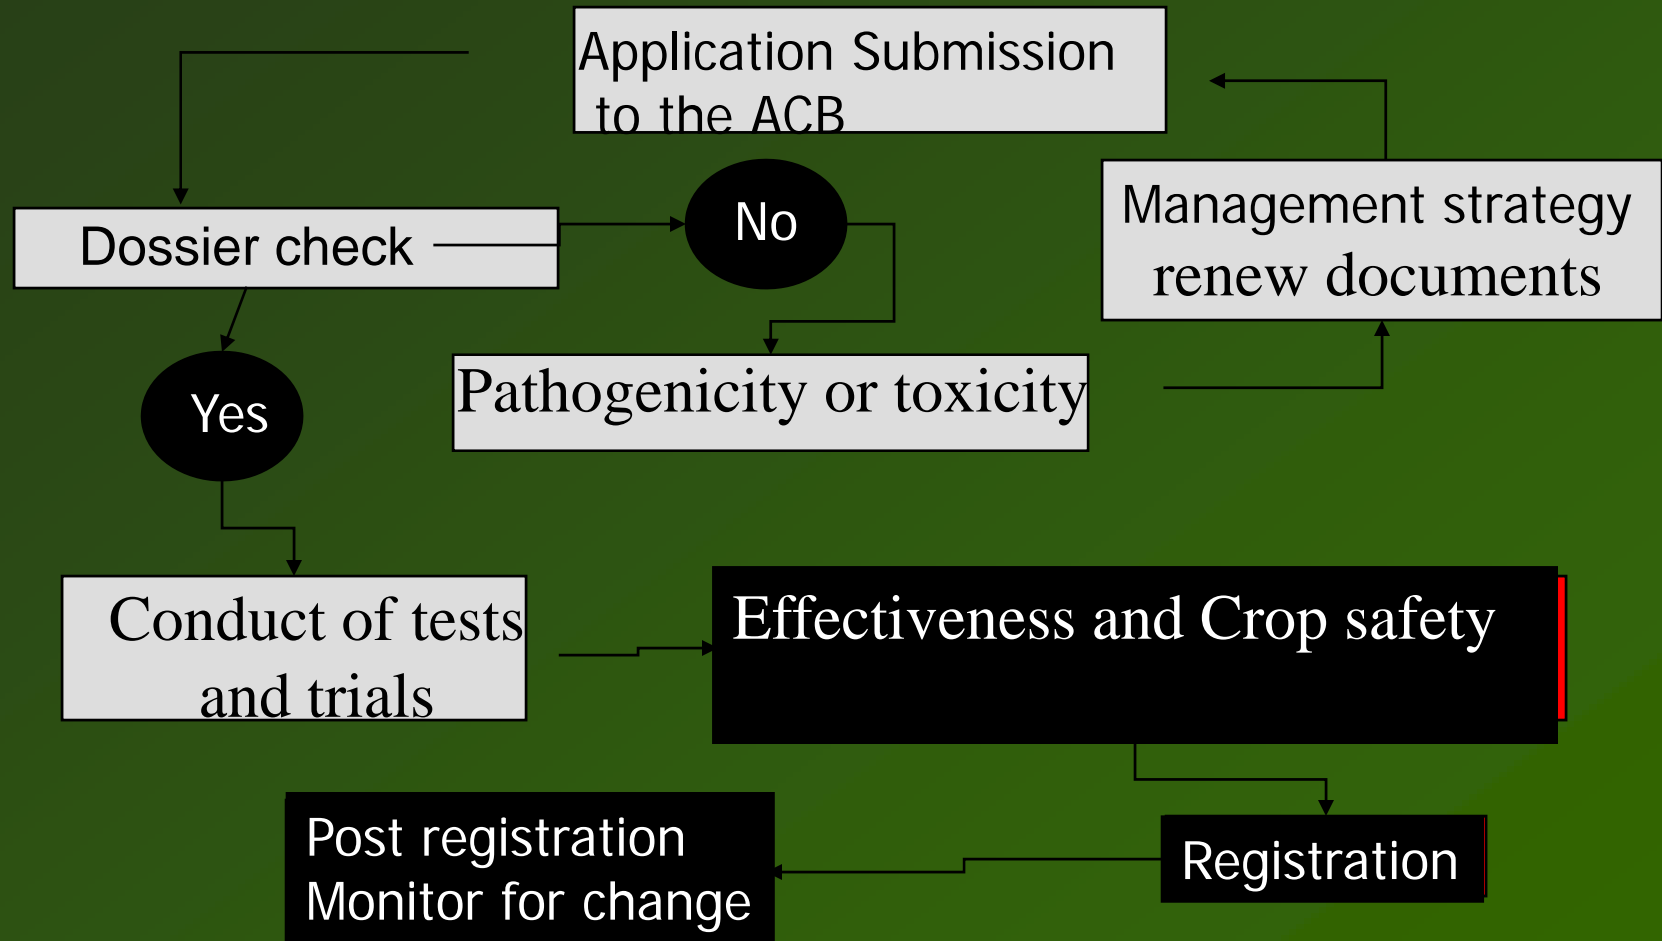 Application Submission
to the ACB
No
Management strategy
renew documents
Dossier check
Pathogenicity or toxicity
Yes
Conduct of tests
and trials
Effectiveness and Crop safety
Registration
Post registration
Monitor for change